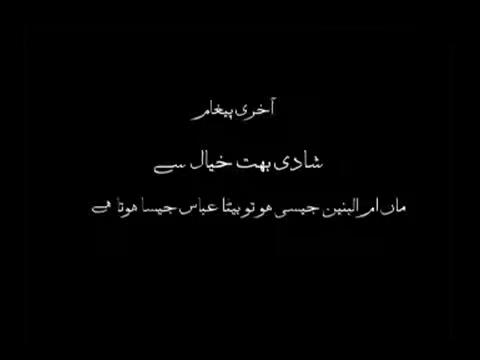 آخری پیغام
شادی بہت خیال سے
ماں ام البنین جیسی ہو تو بیٹا عباس جیسا ہوتا ہے